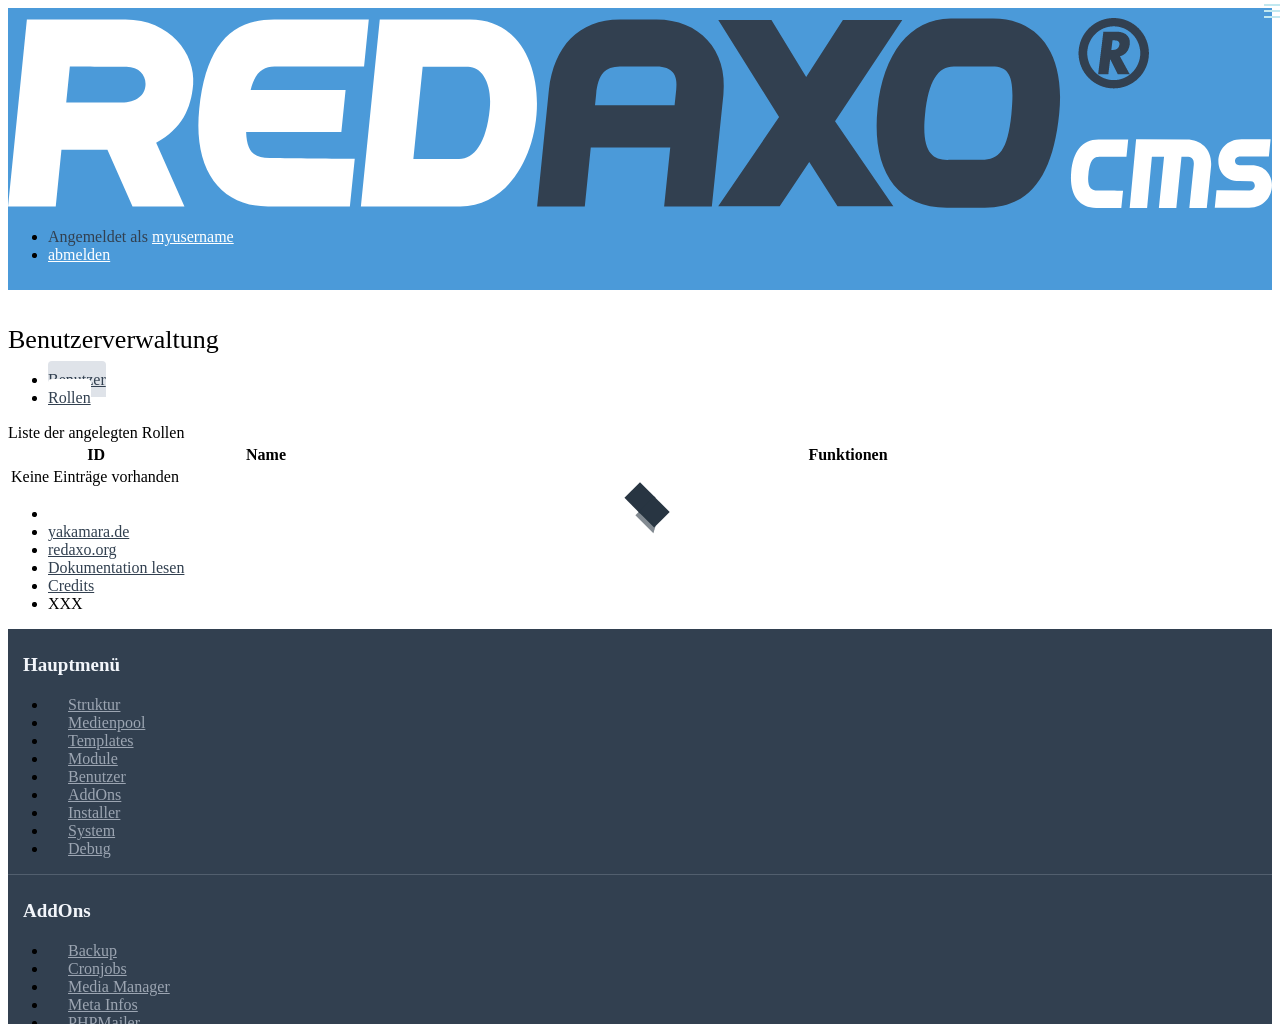 REDAXO®
cms
Angemeldet als myusername
abmelden
Benutzerverwaltung
Benutzer
Rollen
Liste der angelegten Rollen
ID Name Funktionen
Keine Einträge vorhanden
yakamara.de
redaxo.org
Dokumentation lesen
Credits
XXX
Hauptmenü
Struktur
Medienpool
Templates
Module
Benutzer
AddOns
Installer
System
Debug
AddOns
Backup
Cronjobs
Media Manager
Meta Infos
PHPMailer